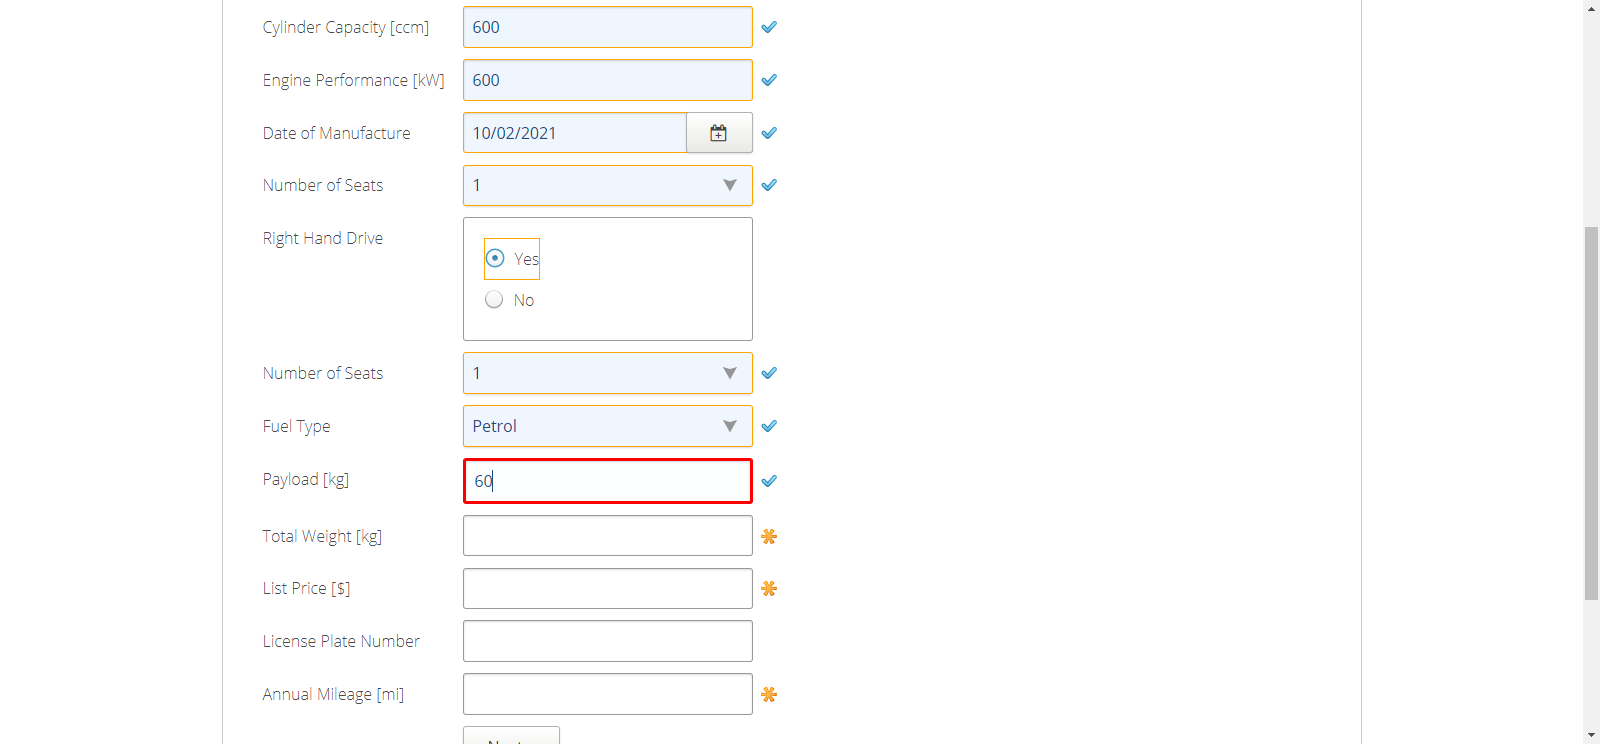 Cylinder Capacity [ccm] 600
Engine Performance [kW] 600
Date of Manufacture 10/02/2021
Number of Seats 1
Right Hand Drive
Yes
No
Number of Seats 1
Fuel Type Petrol
Payload [kg] 60
Total Weight [kg]
List Price [$]
License Plate Number
Annual Mileage [mi]